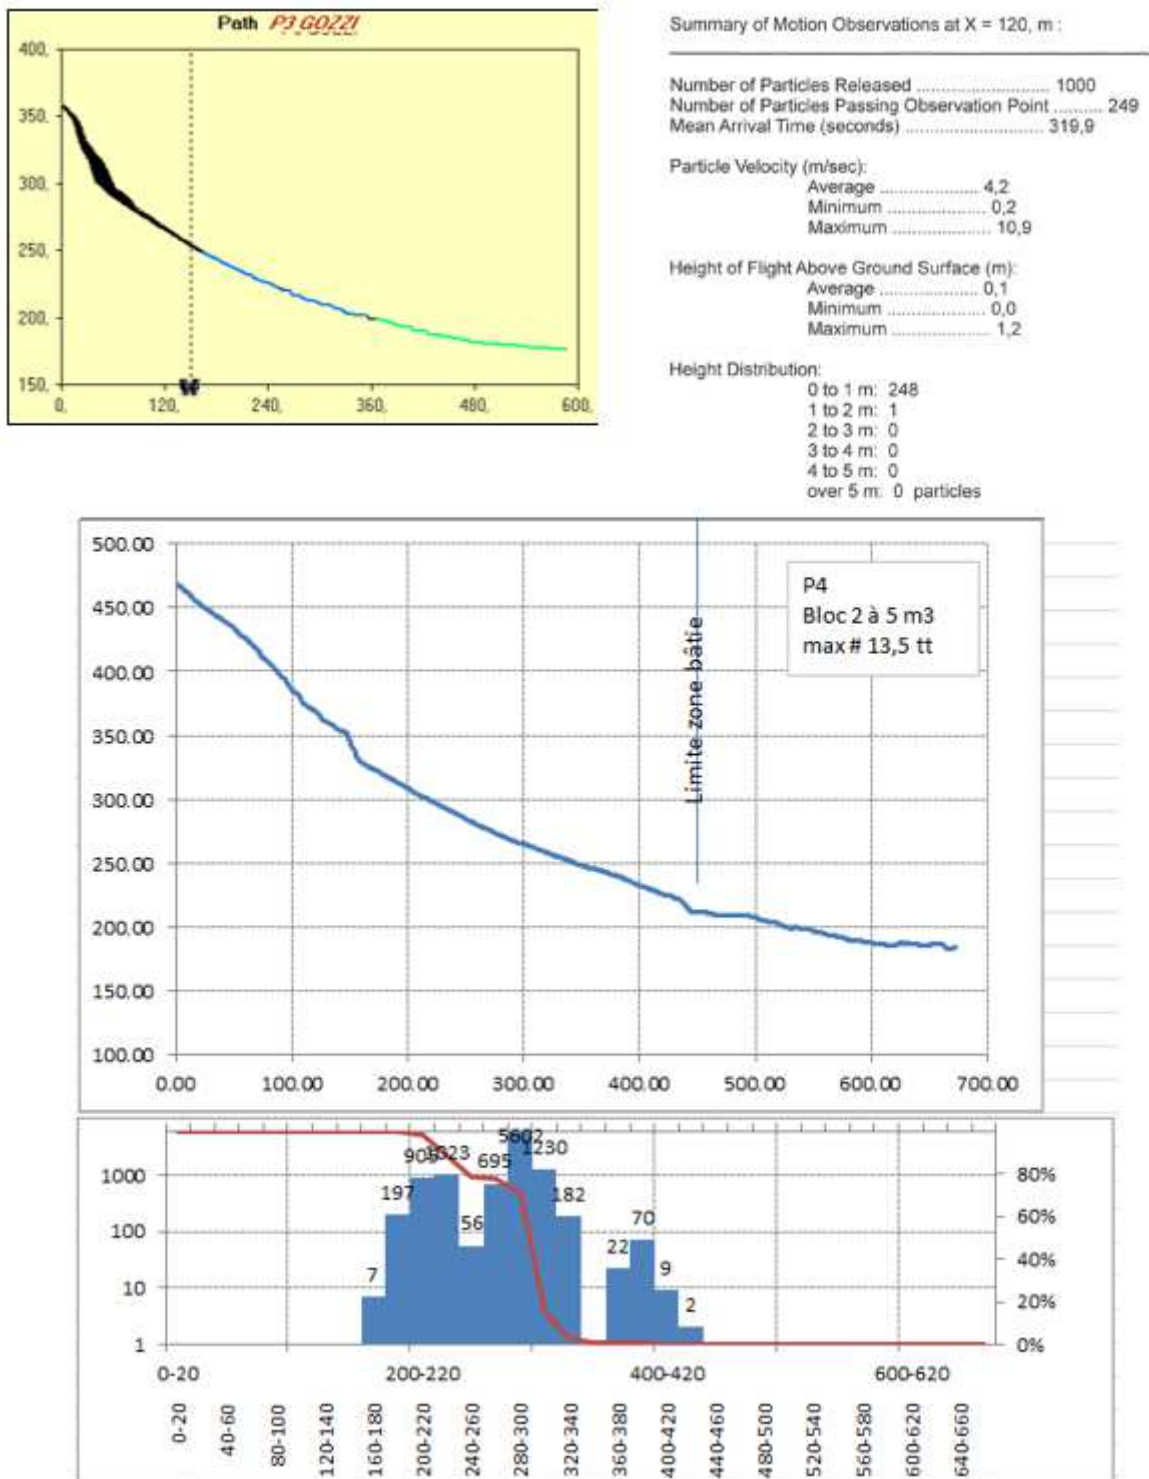 Path P3 GOZZI
400,
350,
300,
250,
200,
150,
0, 120, 240, 360, 480, 600,
Summary of Motion Observations at X = 120, m :
Number of Particles Released ................................ 1000
Number of Particles Passing Observation Point .......... 249
Mean Arrival Time (seconds) ................................ 319,9
Particle Velocity (m/sec):
Average ........................ 4,2
Minimum ........................ 0,2
Maximum ........................ 10,9
Height of Flight Above Ground Surface (m):
Average ........................ 0,1
Minimum ........................ 0,0
Maximum ........................ 1,2
Height Distribution:
0 to 1 m: 248
1 to 2 m: 1
2 to 3 m: 0
3 to 4 m: 0
4 to 5 m: 0
over 5 m: 0 particles
500.00
450.00
400.00
350.00
300.00
250.00
200.00
150.00
100.00
0.00 100.00 200.00 300.00 400.00 500.00 600.00 700.00
Limite zone bâtie
P4
Bloc 2 à 5 m3
max # 13,5 tt
1000
100
10
1
7 197 1323 56 695 5602 1230 182 22 70 9 2
80%
60%
40%
20%
0%
0-20 200-220 400-420 600-620
0-20 40-60 80-100 120-140 160-180 200-220 240-260 280-300 320-340 360-380 400-420 440-460 480-500 520-540 560-580 600-620 640-660